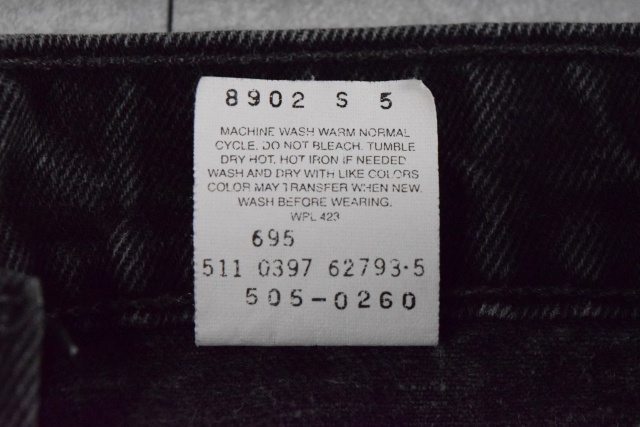 8902 S 5
MACHINE WASH WARM NORMAL
CYCLE. DO NOT BLEACH. TUMBLE
DRY HOT. HOT IRON IF NEEDED
WASH AND DRY WITH LIKE COLORS
COLOR MAY TRANSFER WHEN NEW.
WASH BEFORE WEARING.
WPL 423
695
511 0397 62793·5
505-0260